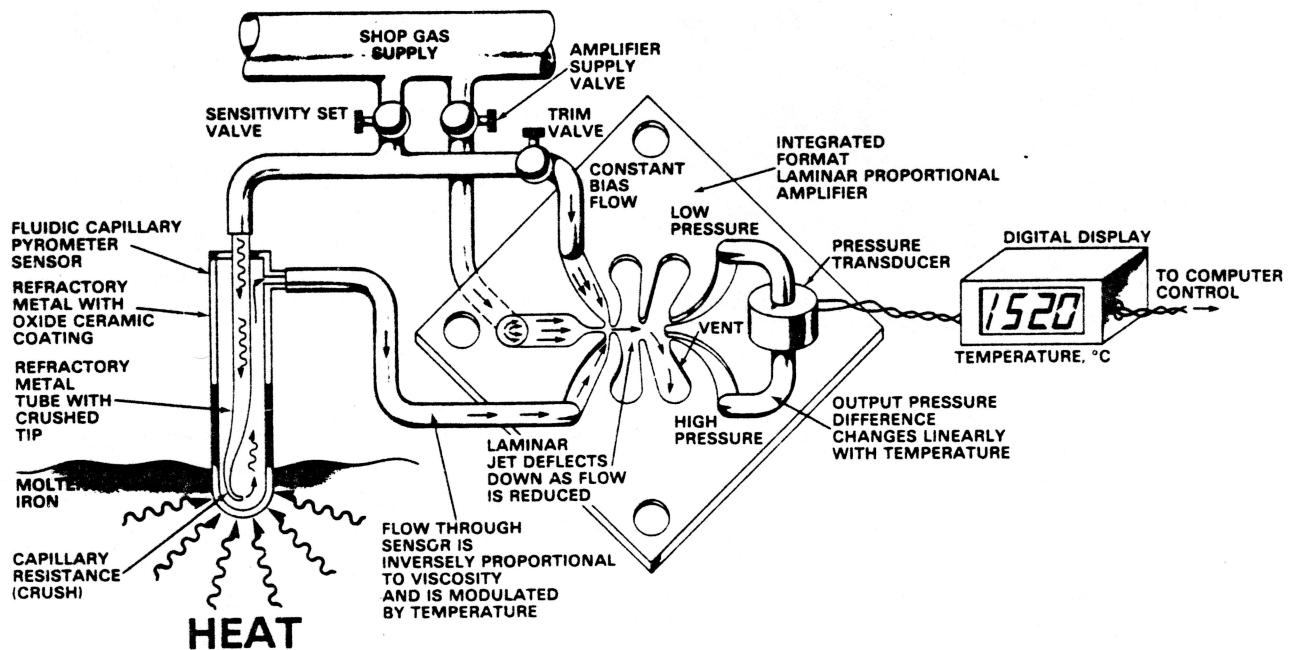 SHOP GAS
SUPPLY
AMPLIFIER
SUPPLY
VALVE
SENSITIVITY SET
VALVE
TRIM
VALVE
CONSTANT
BIAS
FLOW
INTEGRATED
FORMAT
LAMINAR PROPORTIONAL
AMPLIFIER
LOW
PRESSURE
PRESSURE
TRANSDUCER
DIGITAL DISPLAY
TO COMPUTER
CONTROL
1520
TEMPERATURE, °C
FLUIDIC CAPILLARY
PYROMETER
SENSOR
REFRACTORY
METAL WITH
OXIDE CERAMIC
COATING
REFRACTORY
METAL
TUBE WITH
CRUSHED
TIP
VENT
HIGH
PRESSURE
OUTPUT PRESSURE
DIFFERENCE
CHANGES LINEARLY
WITH TEMPERATURE
LAMINAR
JET DEFLECTS
DOWN AS FLOW
IS REDUCED
MOLTEN
IRON
FLOW THROUGH
SENSOR IS
INVERSELY PROPORTIONAL
TO VISCOSITY
AND IS MODULATED
BY TEMPERATURE
CAPILLARY
RESISTANCE
(CRUSH)
HEAT